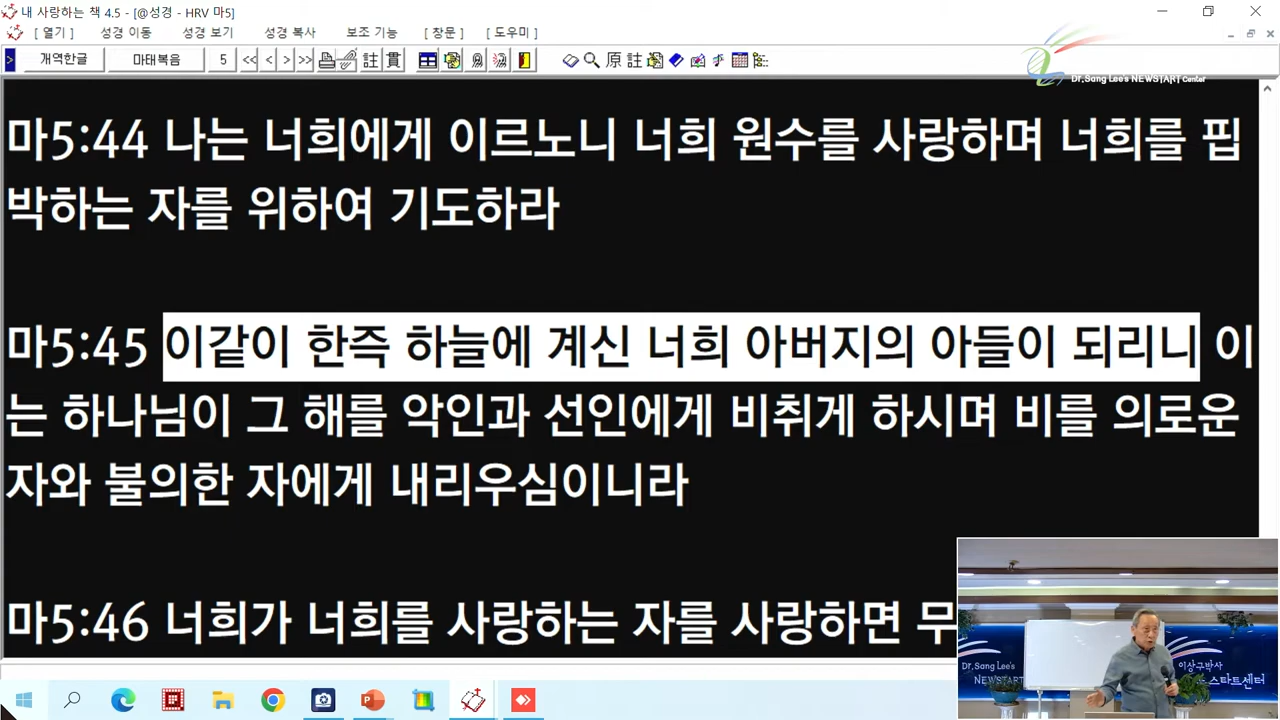 내 사랑하는 책 4.5 - [@성경 - HRV 마5]
[ 열기 ] 성경 이동 성경 보기 성경 복사 보조 기능 [ 창문 ] [ 도우미 ]
개역한글 마태복음 5 << < > >> 註 貫 原 註
Dr.Sang Lee's NEWSTART Center
마5:44 나는 너희에게 이르노니 너희 원수를 사랑하며 너희를 핍
박하는 자를 위하여 기도하라
마5:45 이같이 한즉 하늘에 계신 너희 아버지의 아들이 되리니 이
는 하나님이 그 해를 악인과 선인에게 비취게 하시며 비를 의로운
자와 불의한 자에게 내리우심이니라
마5:46 너희가 너희를 사랑하는 자를 사랑하면 무
Dr.Sang Lee's
NEWSTART
이상구박사
스타트센터